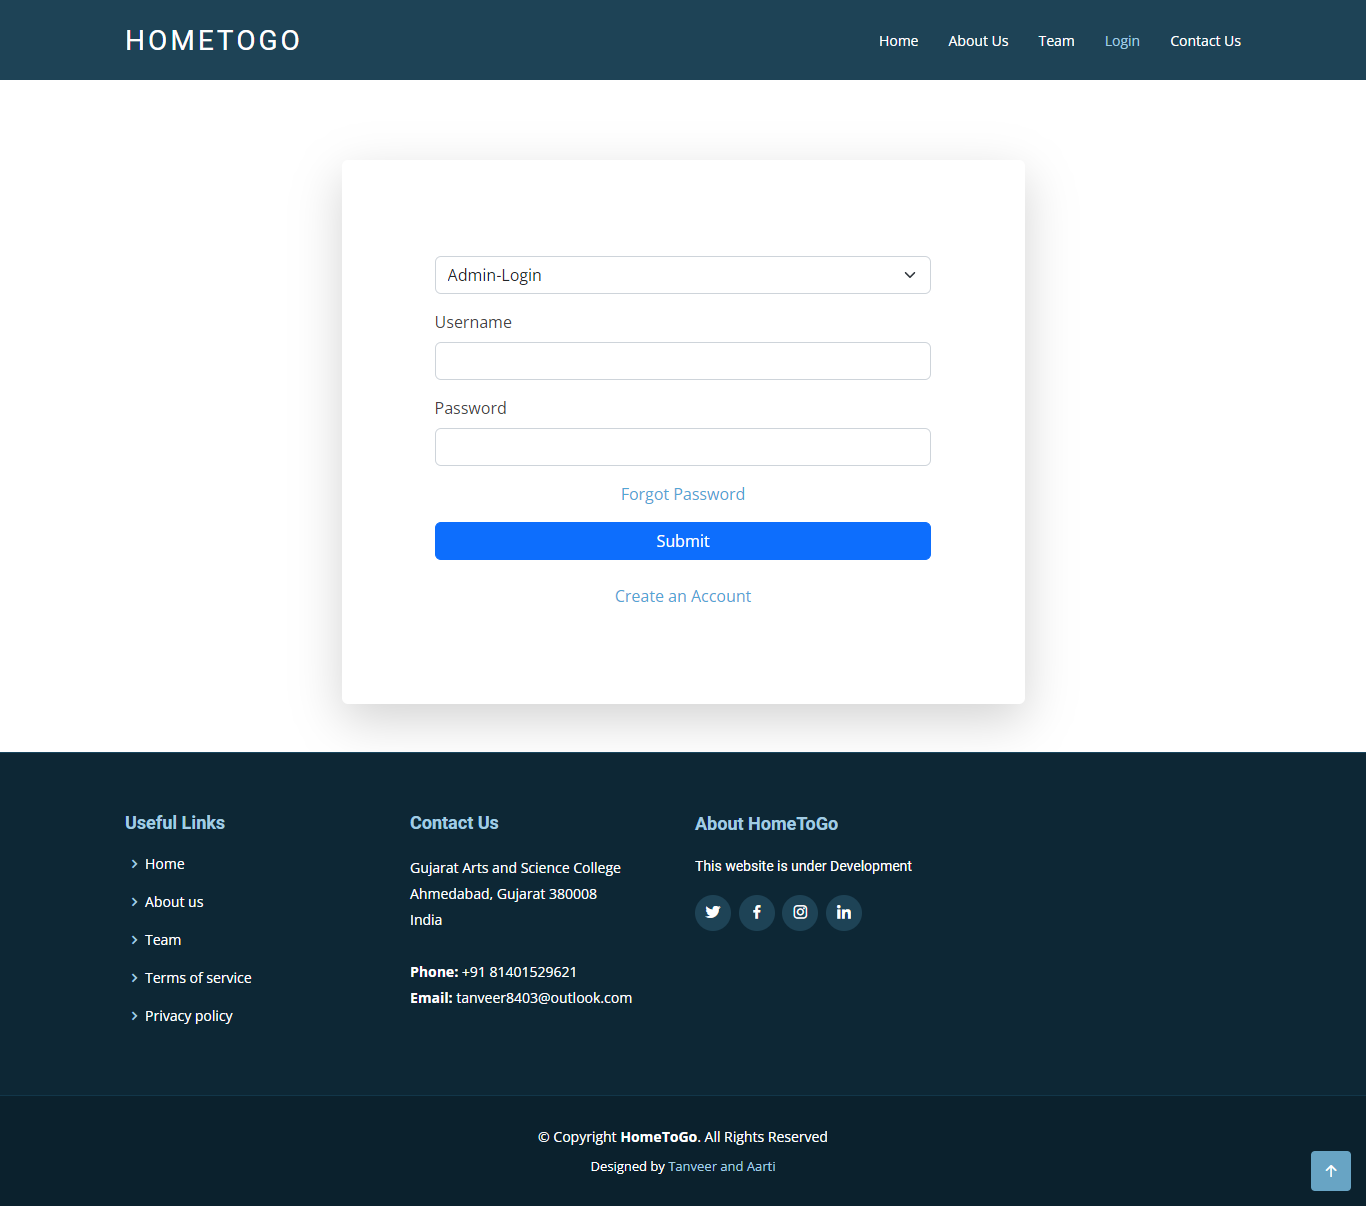 HOMETOGO
Home
About Us
Team
Login
Contact Us
Admin-Login
Username
Password
Forgot Password
Submit
Create an Account
Useful Links
Home
About us
Team
Terms of service
Privacy policy
Contact Us
Gujarat Arts and Science College
Ahmedabad, Gujarat 380008
India
Phone: +91 81401529621
Email: tanveer8403@outlook.com
About HomeToGo
This website is under Development
© Copyright HomeToGo. All Rights Reserved
Designed by Tanveer and Aarti